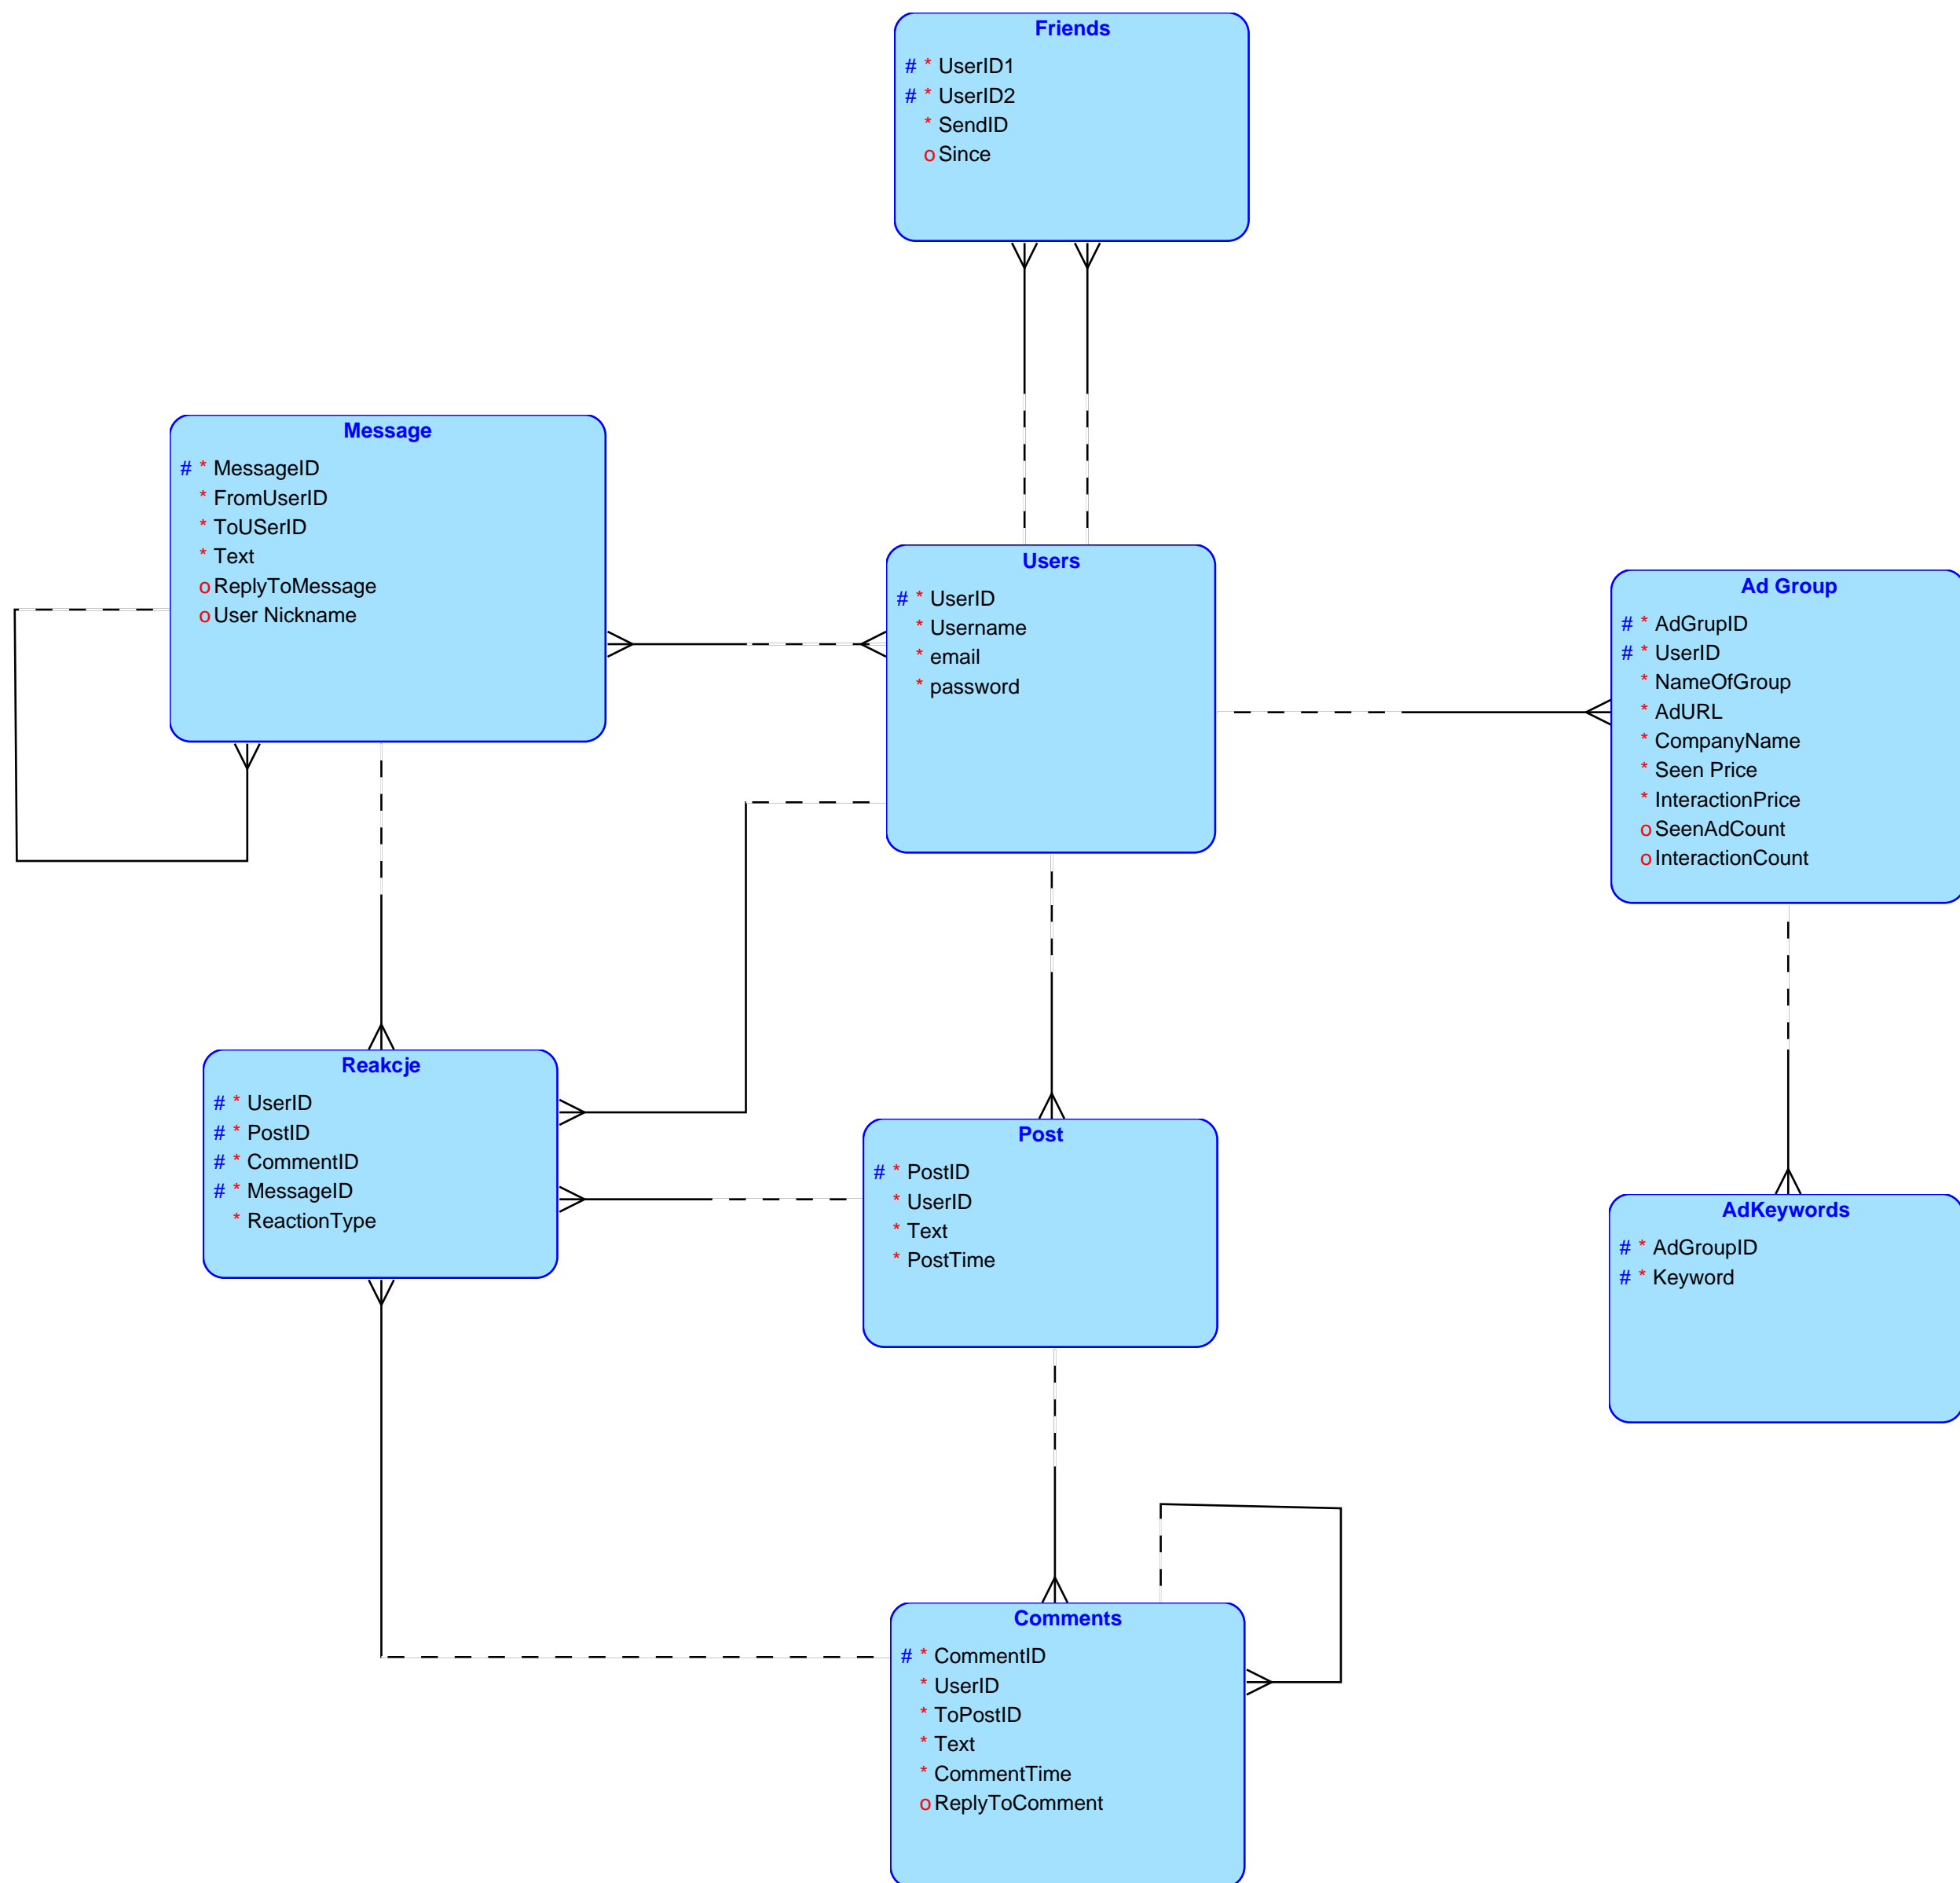 Friends
# * UserID1
# * UserID2
* SendID
o Since
Message
# * MessageID
* FromUserID
* ToUSerID
* Text
o ReplyToMessage
o User Nickname
Users
# * UserID
* Username
* email
* password
Ad Group
# * AdGrupID
# * UserID
* NameOfGroup
* AdURL
* CompanyName
* Seen Price
* InteractionPrice
o SeenAdCount
o InteractionCount
Reakcje
# * UserID
# * PostID
# * CommentID
# * MessageID
* ReactionType
Post
# * PostID
* UserID
* Text
* PostTime
AdKeywords
# * AdGroupID
# * Keyword
Comments
# * CommentID
* UserID
* ToPostID
* Text
* CommentTime
o ReplyToComment